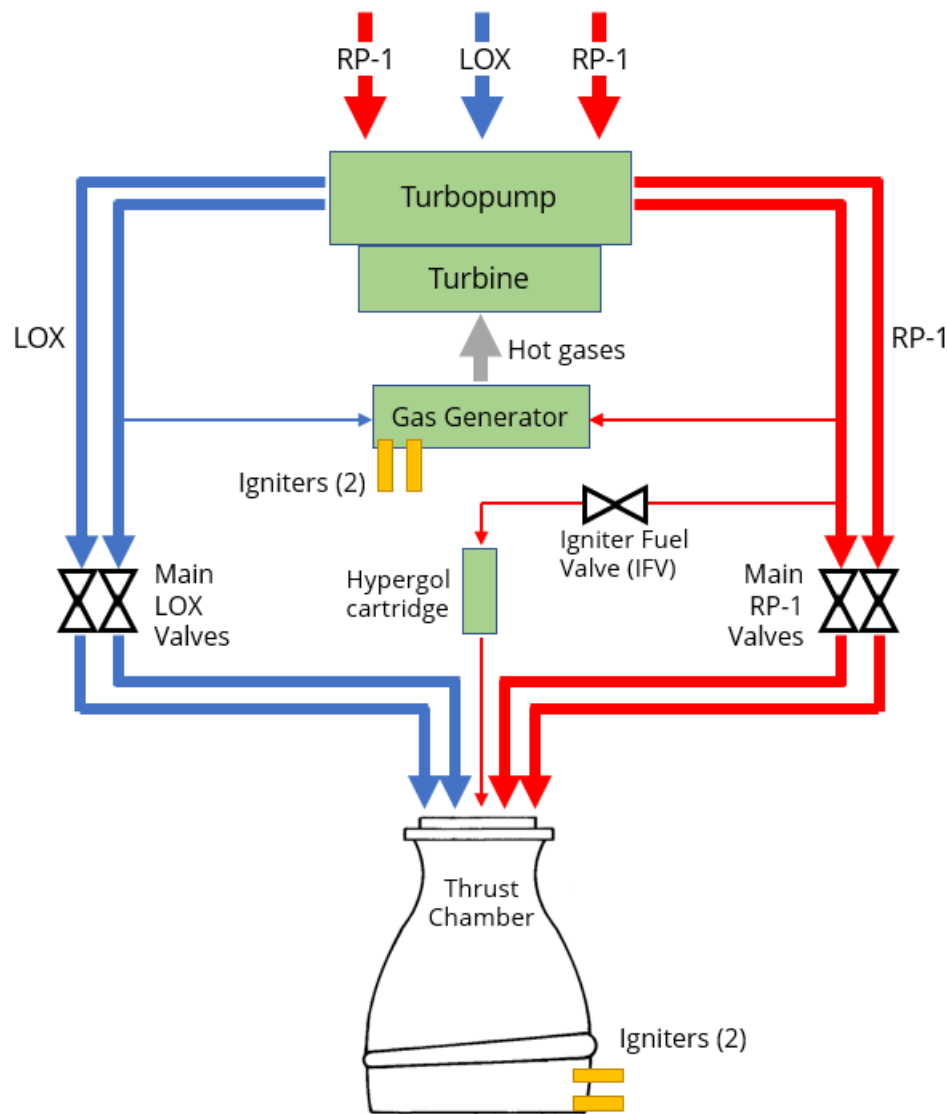 RP-1
LOX
RP-1
Turbopump
Turbine
LOX
RP-1
Hot gases
Gas Generator
Igniters (2)
Igniter Fuel
Valve (IFV)
Hypergol
cartridge
Main
LOX
Valves
Main
RP-1
Valves
Thrust
Chamber
Igniters (2)